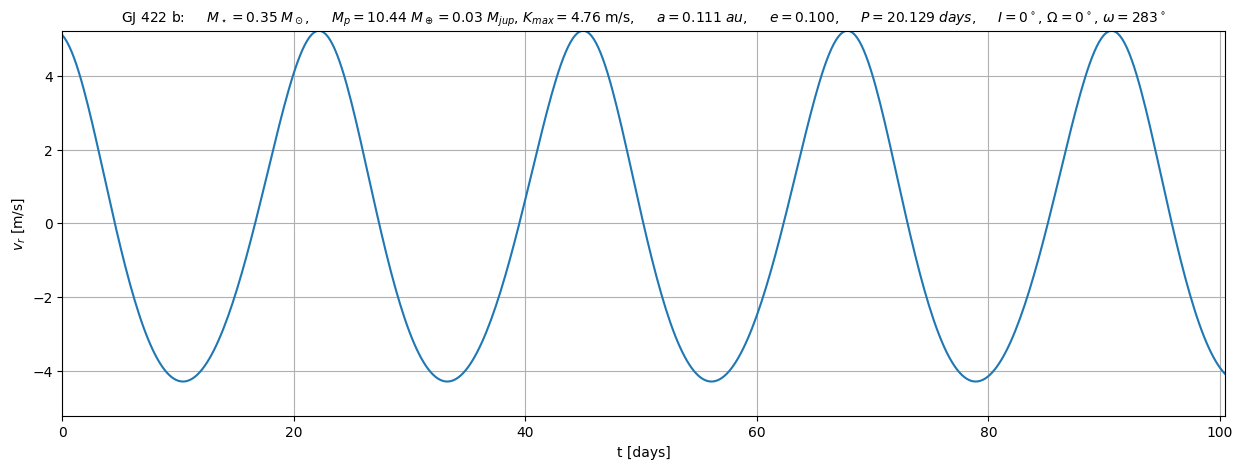 GJ 422 b: M⋆ = 0.35 M⊙, Mp = 10.44 M⊕ = 0.03 Mjup, Kmax = 4.76 m/s, a = 0.111 au, e = 0.100, P = 20.129 days, I = 0°, Ω = 0°, ω = 283°
4
2
0
−2
−4
vr [m/s]
0 20 40 60 80 100
t [days]